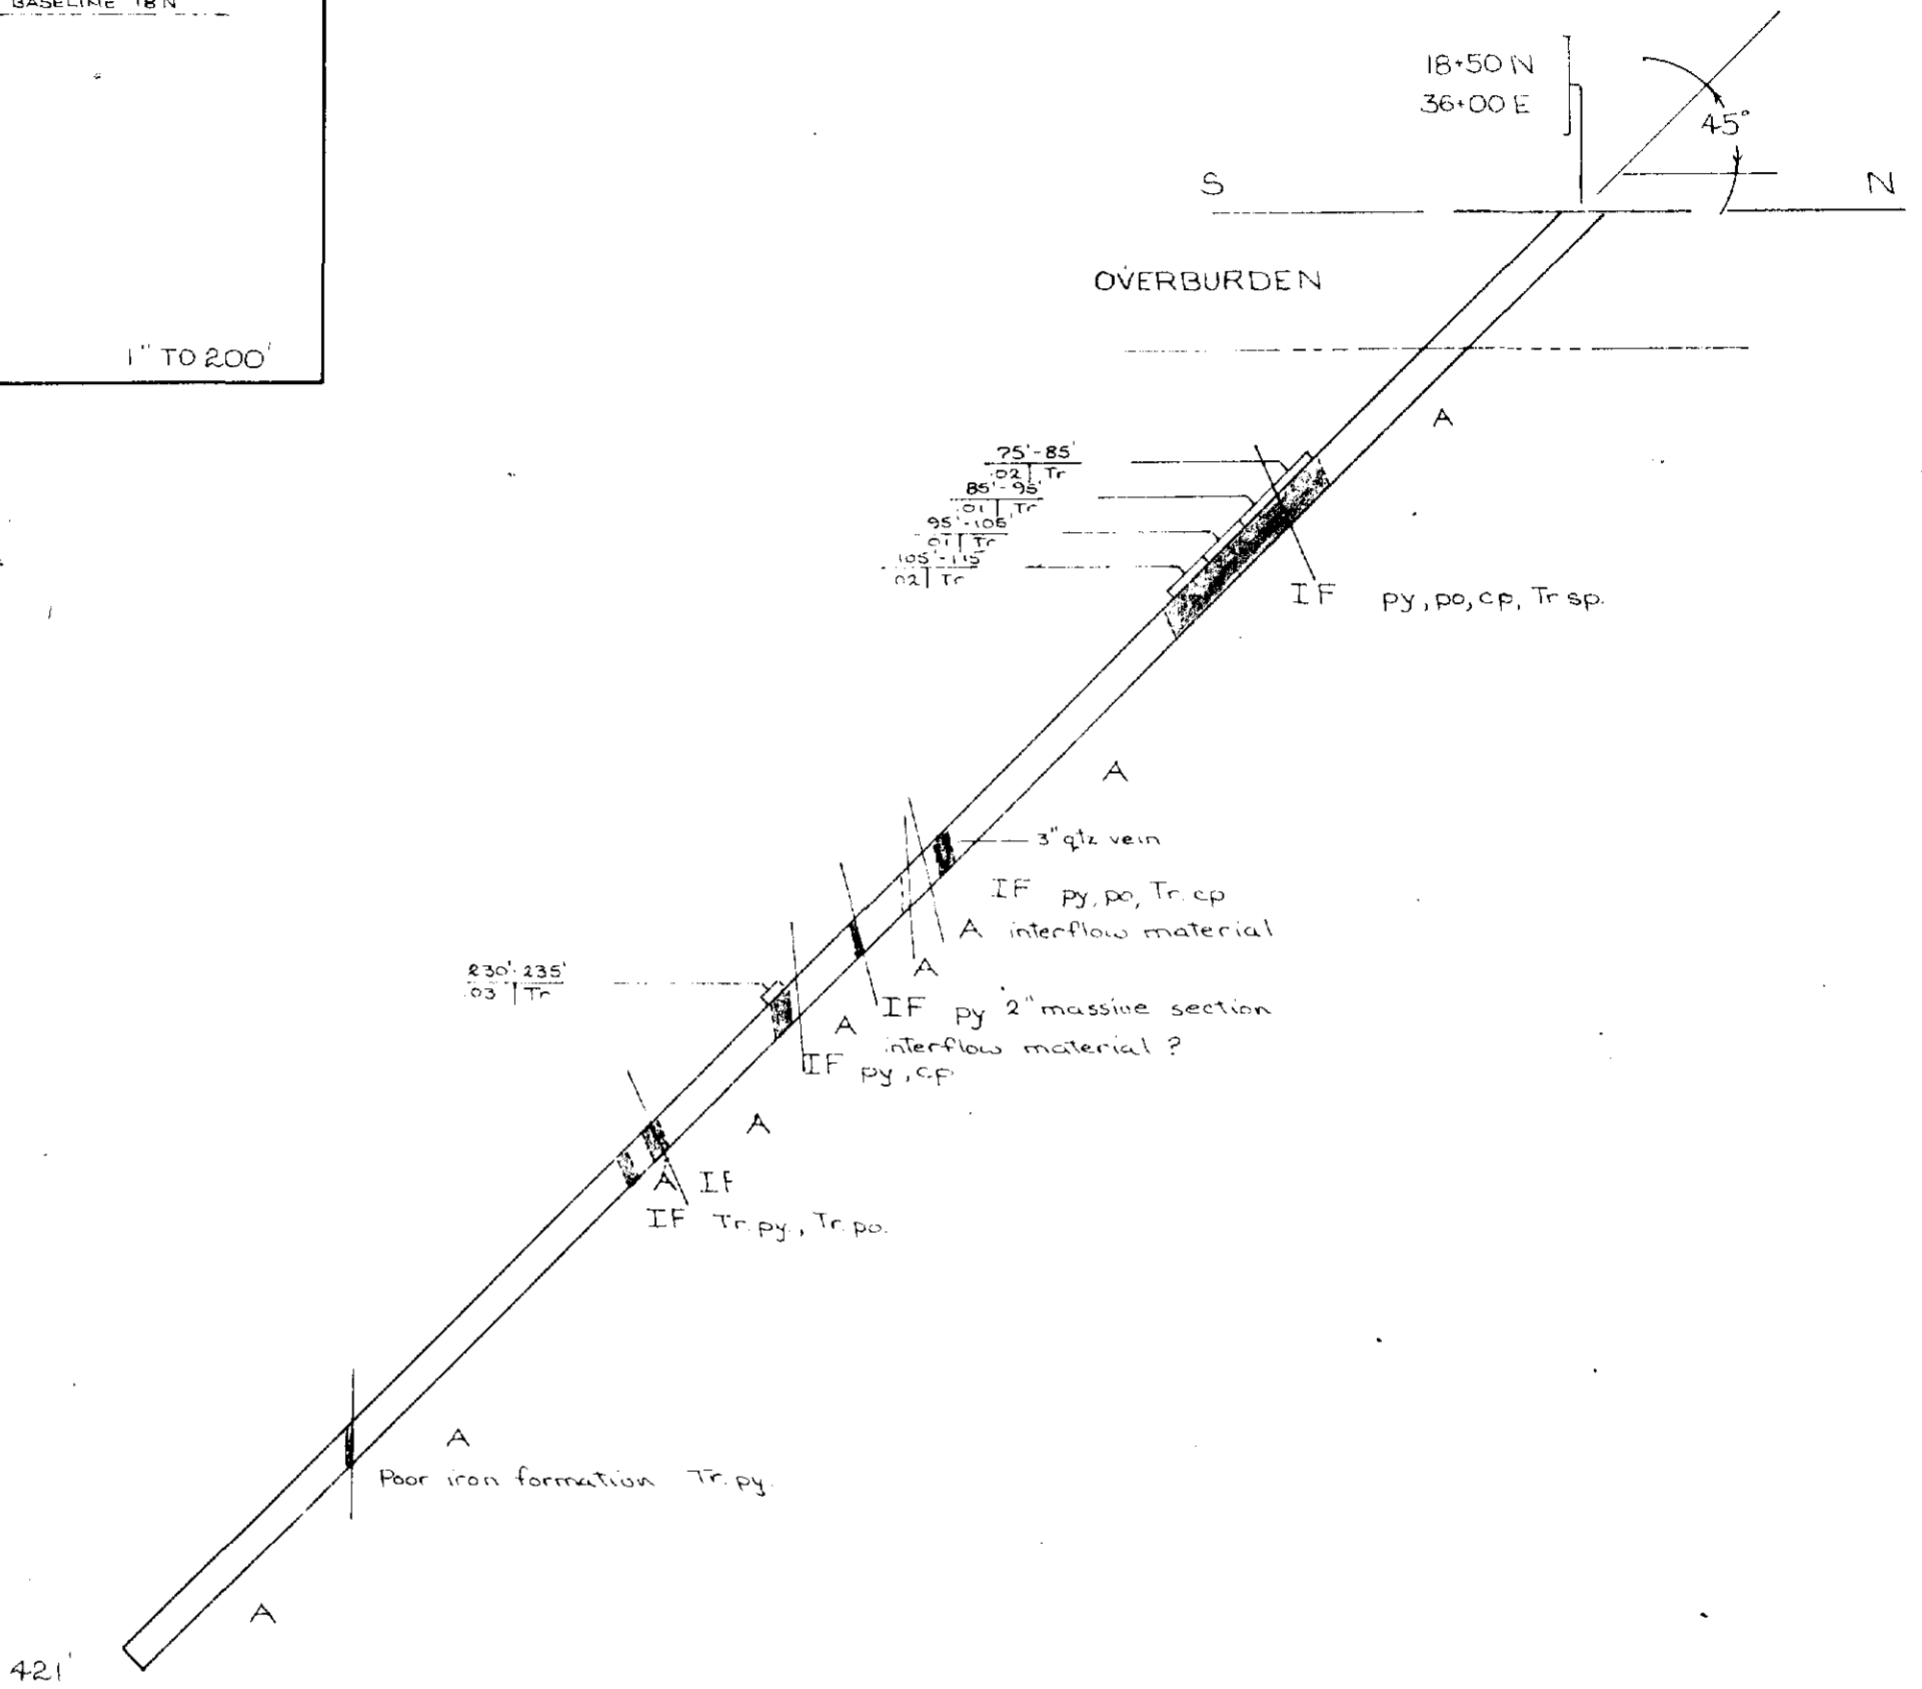 BASELINE 18 N
1" TO 200'
18+50 N
36+00 E
45°
S
N
OVERBURDEN
A
75'-85'
.02 | Tr
85'-95'
.01 | Tr
95'-105'
.01 | Tr
105'-115'
.02 | Tr
IF py, po, cp, Tr sp.
A
3" qtz vein
IF py, po, Tr. cp
A interflow material
A
230'-235'
.03 | Tr
IF py 2" massive section
A
interflow material ?
IF py, cp
A
A IF
IF Tr. py., Tr. po.
A
Poor iron formation Tr. py.
A
421'